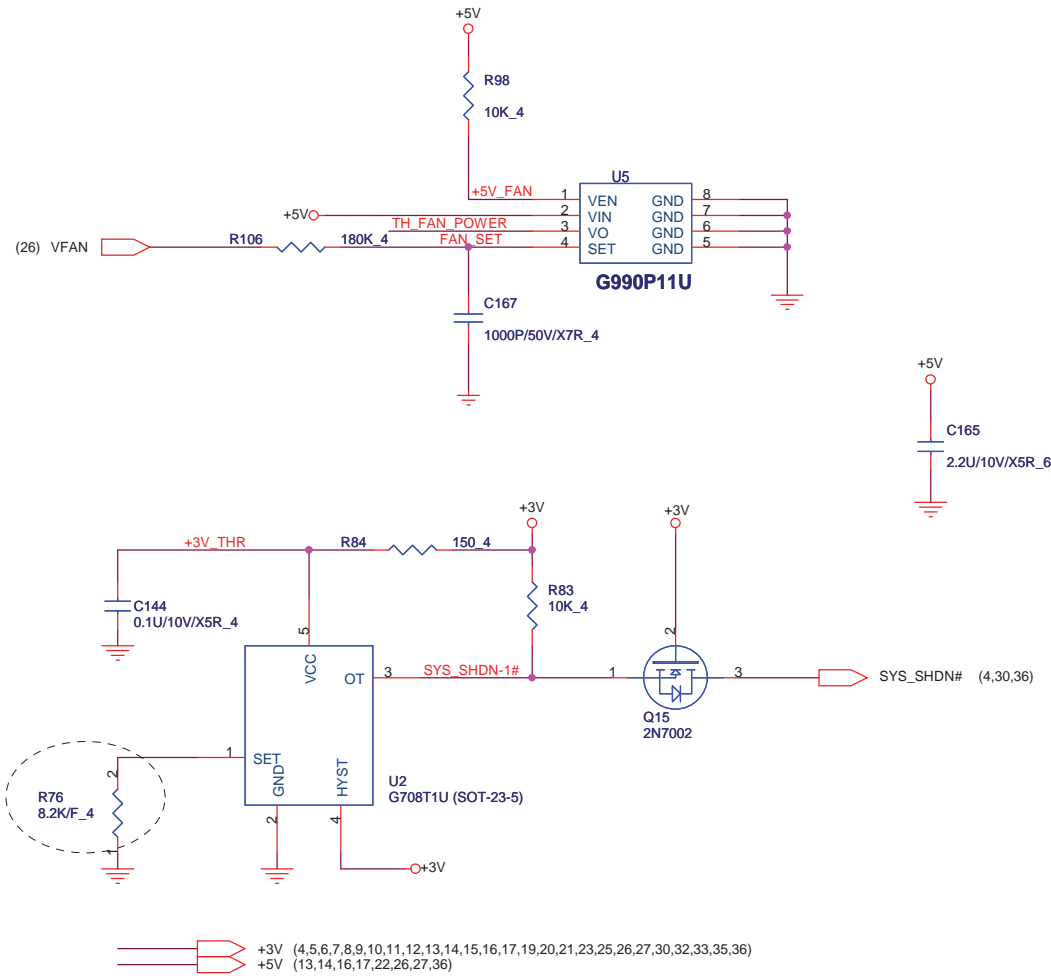 +5V
R98
10K_4
U5
+5V_FAN
1
VEN
GND
8
+5V
2
VIN
GND
7
TH_FAN_POWER
3
VO
GND
6
(26) VFAN
R106
180K_4
FAN_SET
4
SET
GND
5
G990P11U
C167
1000P/50V/X7R_4
+5V
C165
2.2U/10V/X5R_6
+3V
+3V
+3V_THR
R84
150_4
R83
10K_4
C144
0.1U/10V/X5R_4
5
VCC
OT
3
SYS_SHDN-1#
2
1
3
SYS_SHDN# (4,30,36)
Q15
2N7002
1
SET
GND
HYST
U2
G708T1U (SOT-23-5)
2
R76
8.2K/F_4
1
2
4
+3V
+3V (4,5,6,7,8,9,10,11,12,13,14,15,16,17,19,20,21,23,25,26,27,30,32,33,35,36)
+5V (13,14,16,17,22,26,27,36)